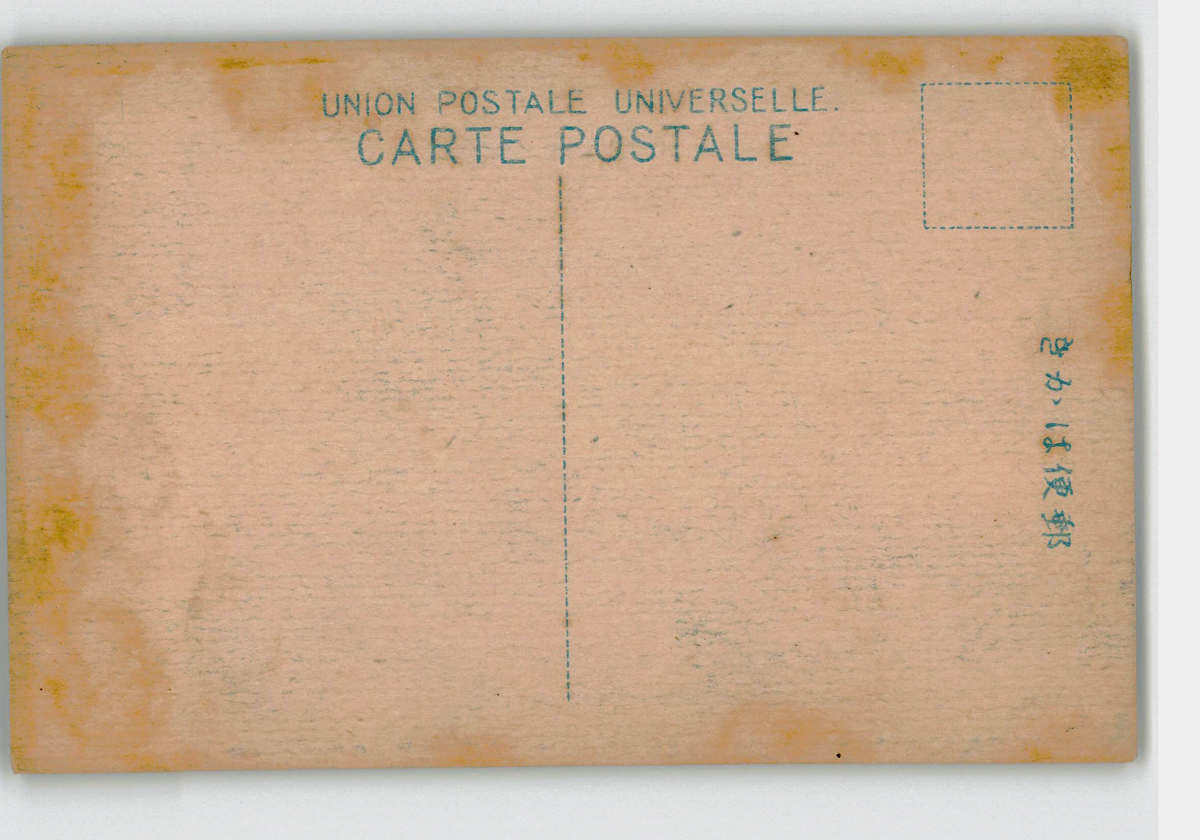 UNION POSTALE UNIVERSELLE.
CARTE POSTALE
郵便はかき